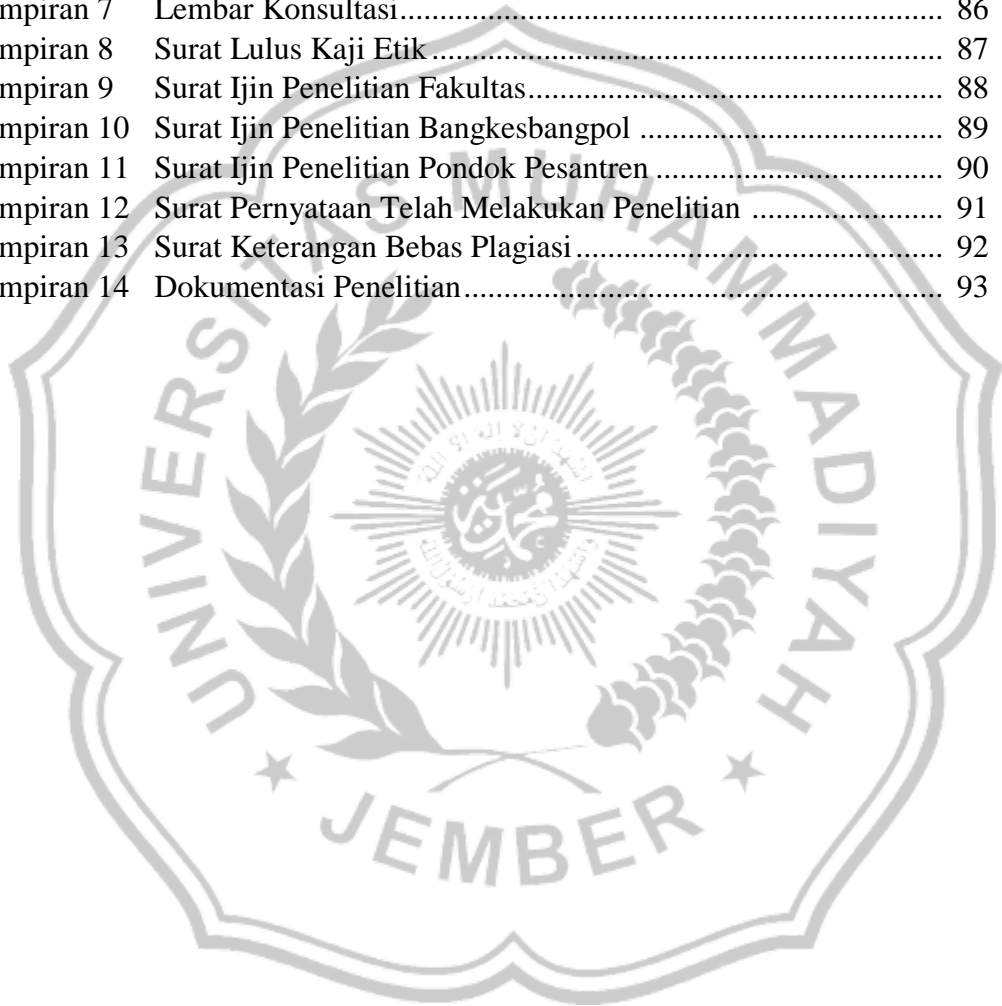 mpiran 7 Lembar Konsultasi.................................................................... 86
mpiran 8 Surat Lulus Kaji Etik................................................................ 87
mpiran 9 Surat Ijin Penelitian Fakultas.................................................... 88
mpiran 10 Surat Ijin Penelitian Bangkesbangpol ...................................... 89
mpiran 11 Surat Ijin Penelitian Pondok Pesantren .................................... 90
mpiran 12 Surat Pernyataan Telah Melakukan Penelitian ........................ 91
mpiran 13 Surat Keterangan Bebas Plagiasi.............................................. 92
mpiran 14 Dokumentasi Penelitian............................................................ 93
UNIVERSITAS MUHAMMADIYAH
JEMBER